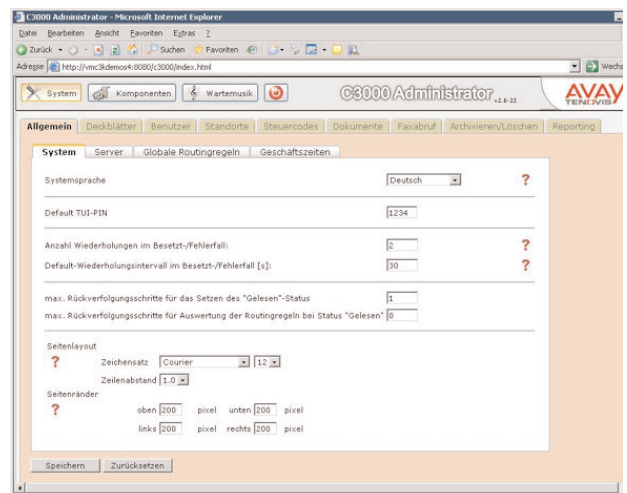 C3000 Administrator - Microsoft Internet Explorer
Datei Bearbeiten Ansicht Favoriten Extras ?
Zurück Suchen Favoriten
Adresse http://vmc3kdemos4:8080/c3000/index.html Wechs
System Komponenten Wartemusik C3000 Administrator v2.6-22 AVAY
TENOVIS
Allgemein Deckblätter Benutzer Standorte Steuercodes Dokumente Faxabruf Archivieren/Löschen Reporting
System Server Globale Routingregeln Geschäftszeiten
Systemsprache Deutsch ?
Default TUI-PIN 1234
Anzahl Wiederholungen im Besetzt-/Fehlerfall: 2 ?
Default-Wiederholungsintervall im Besetzt-/Fehlerfall [s]: 30 ?
max. Rückverfolgungsschritte für das Setzen des "Gelesen"-Status 1
max. Rückverfolgungsschritte für Auswertung der Routingregeln bei Status "Gelesen" 0
Seitenlayout
? Zeichensatz Courier 12
Zeilenabstand 1.0
Seitenränder
? oben 200 pixel unten 200 pixel
links 200 pixel rechts 200 pixel
Speichern Zurücksetzen